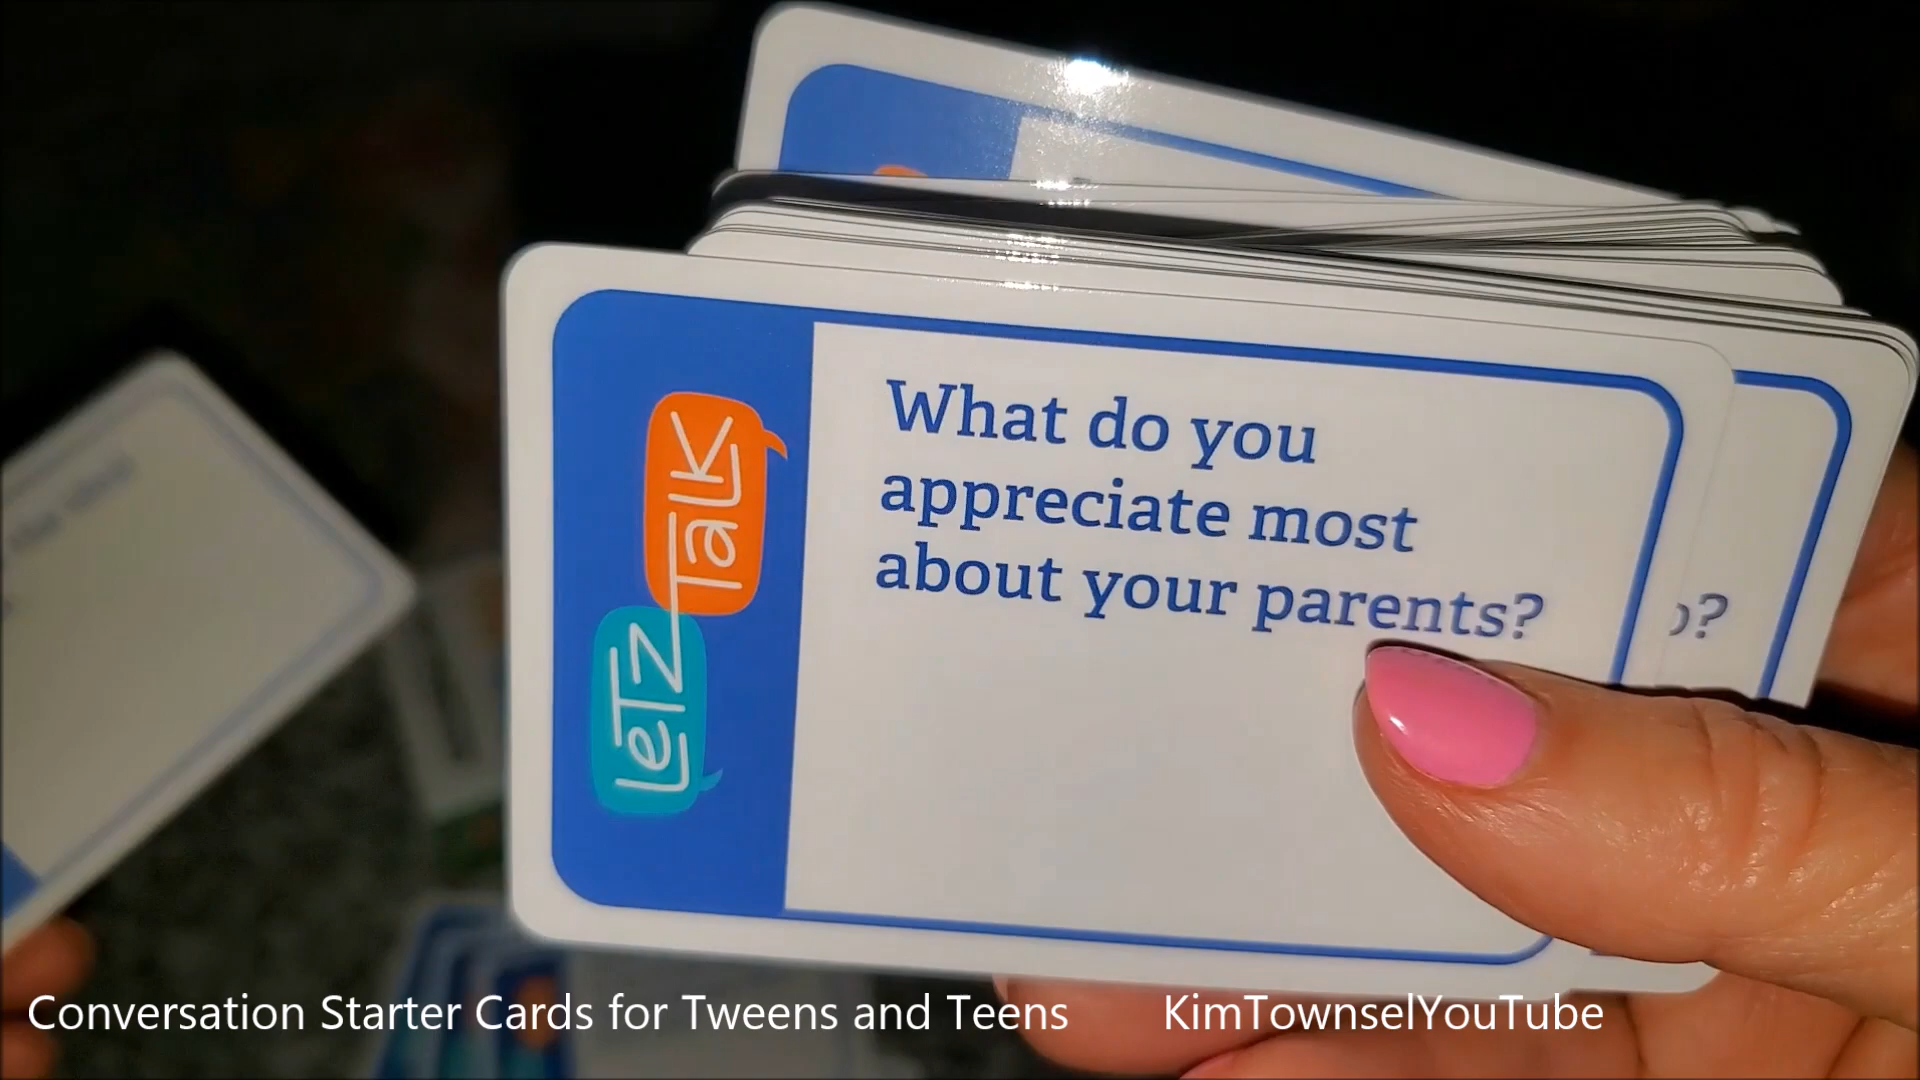 LeTZ TaLK
What do you
appreciate most
about your parents?
?
Conversation Starter Cards for Tweens and Teens
KimTownselYouTube